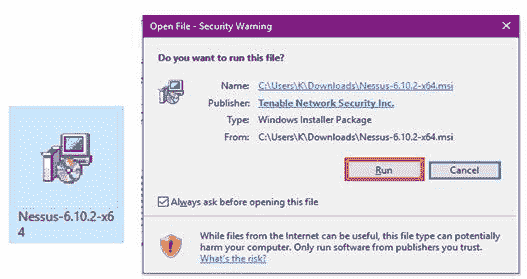 Nessus-6.10.2-x6
4
Open File - Security Warning
Do you want to run this file?
Name: C:\Users\K\Downloads\Nessus-6.10.2-x64.msi
Publisher: Tenable Network Security Inc.
Type: Windows Installer Package
From: C:\Users\K\Downloads\Nessus-6.10.2-x64.msi
Run Cancel
Always ask before opening this file
While files from the Internet can be useful, this file type can potentially
harm your computer. Only run software from publishers you trust.
What's the risk?